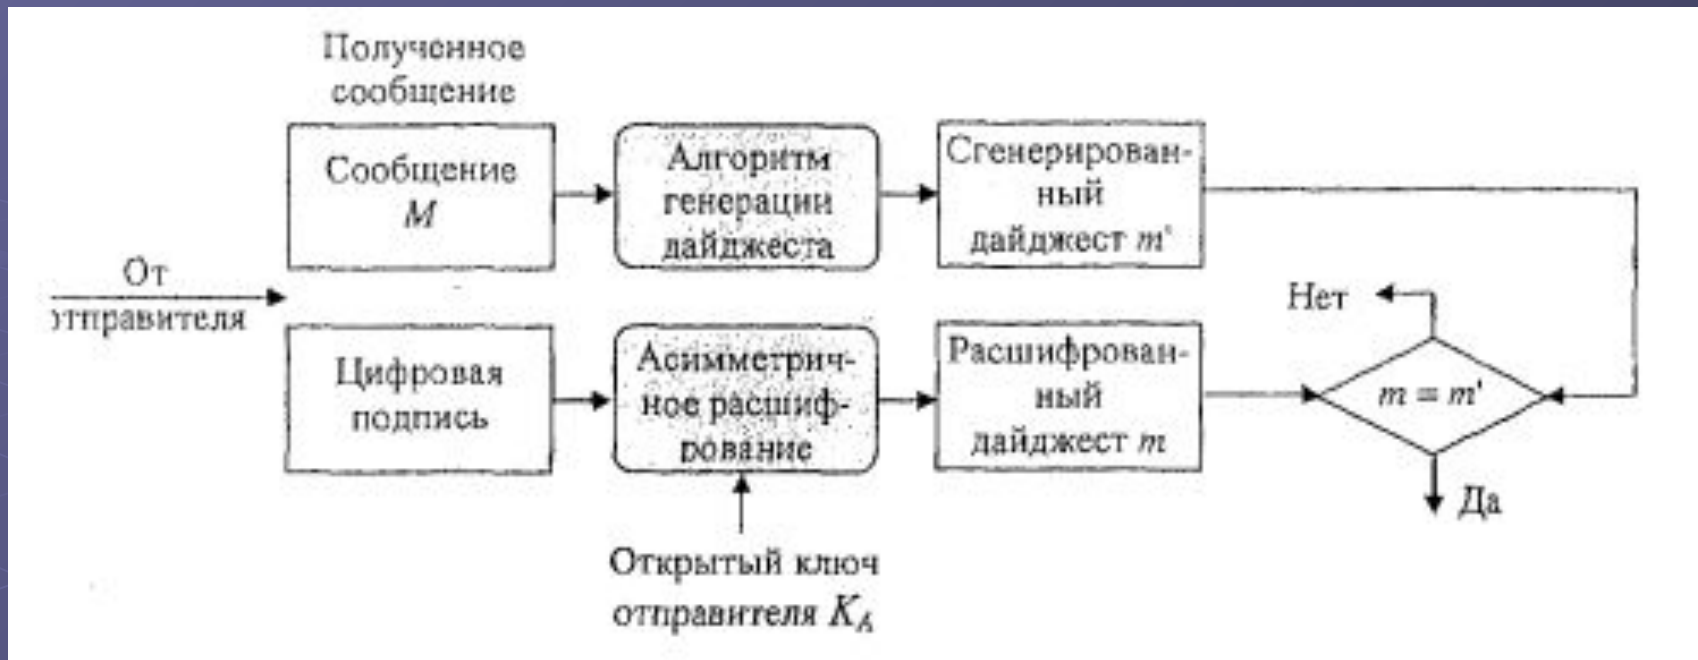 Полученное
сообщение
Сообщение
M
Алгоритм
генерации
дайджеста
Сгенерирован-
ный
дайджест m'
От
отправителя
Цифровая
подпись
Асимметрич-
ное расшиф-
рование
Расшифрован-
ный
дайджест m
Нет
m = m'
Да
Открытый ключ
отправителя K_A